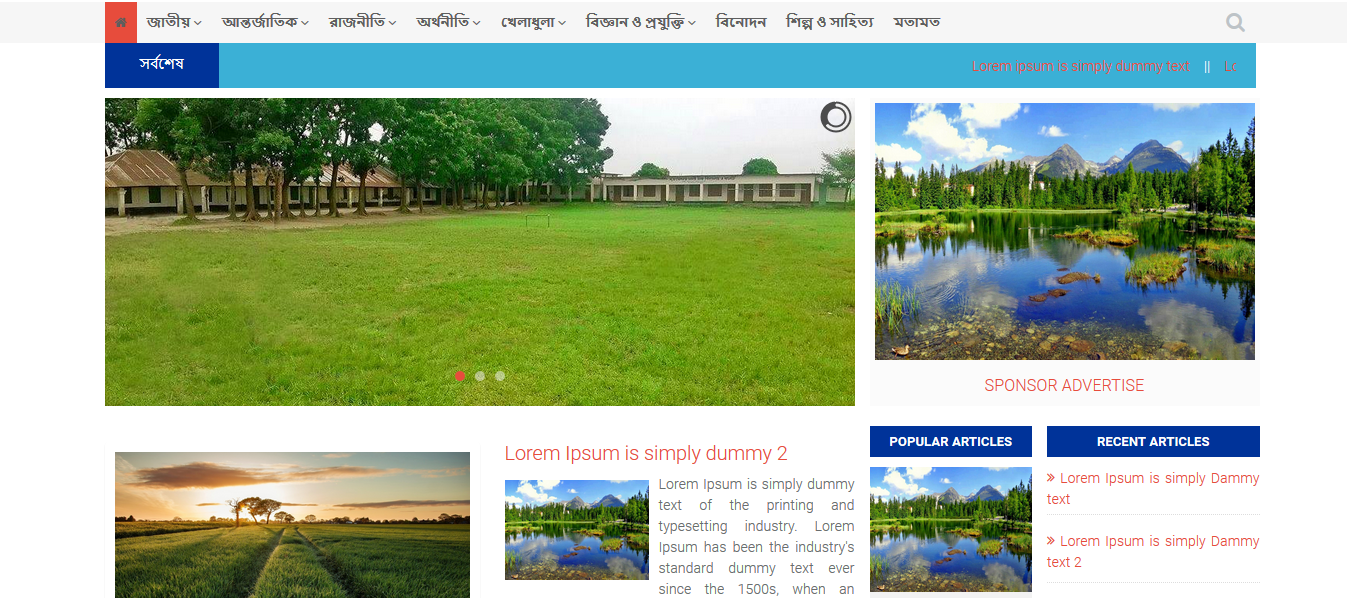 জাতীয় আন্তর্জাতিক রাজনীতি অর্থনীতি খেলাধুলা বিজ্ঞান ও প্রযুক্তি বিনোদন শিল্প ও সাহিত্য মতামত
সর্বশেষ
Lorem ipsum is simply dummy text || Lo
SPONSOR ADVERTISE
Lorem Ipsum is simply dummy 2
Lorem Ipsum is simply dummy
text of the printing and
typesetting industry. Lorem
Ipsum has been the industry's
standard dummy text ever
since the 1500s, when an
POPULAR ARTICLES
RECENT ARTICLES
» Lorem Ipsum is simply Dammy
text
» Lorem Ipsum is simply Dammy
text 2